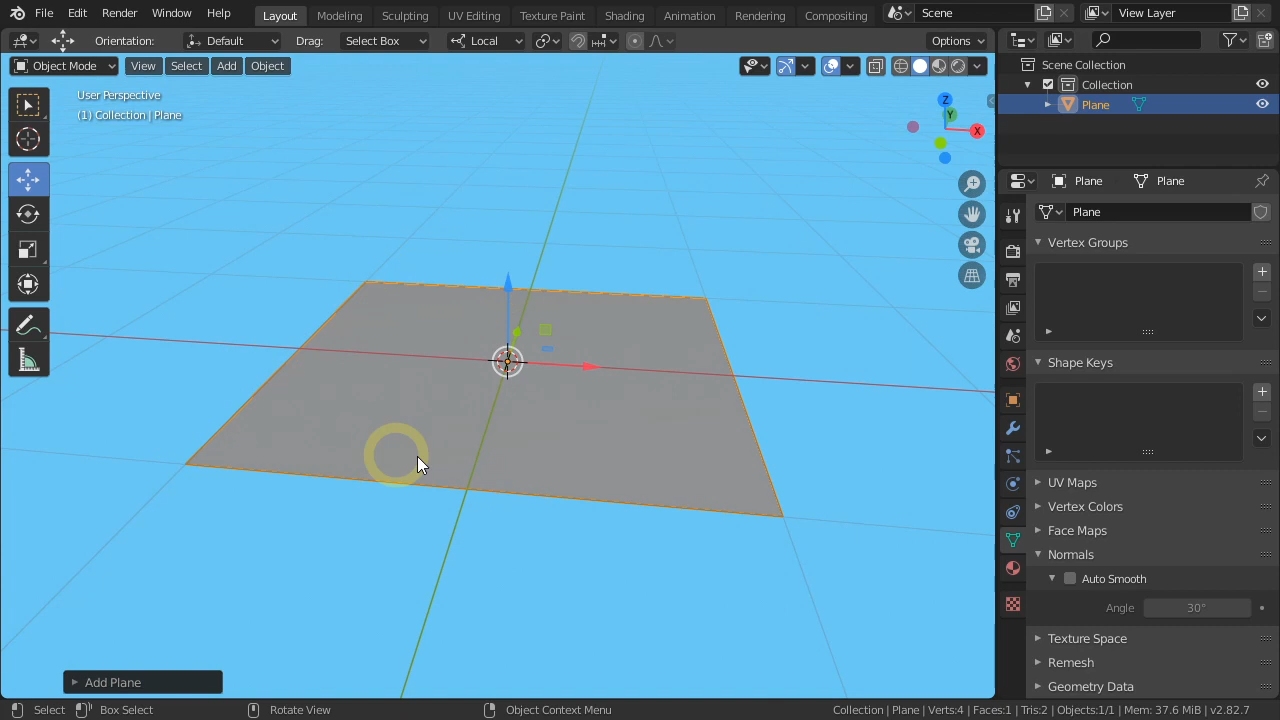 File Edit Render Window Help Layout Modeling Sculpting UV Editing Texture Paint Shading Animation Rendering Compositing Scene View Layer
Orientation: Default Drag: Select Box Local Options
Object Mode View Select Add Object
User Perspective
(1) Collection | Plane
Z
Y
X
Add Plane
Scene Collection
Collection
Plane
Plane Plane
Plane
Vertex Groups
Shape Keys
UV Maps
Vertex Colors
Face Maps
Normals
Auto Smooth
Angle 30°
Texture Space
Remesh
Geometry Data
Select Box Select Rotate View Object Context Menu Collection | Plane | Verts:4 | Faces:1 | Tris:2 | Objects:1/1 | Mem: 37.6 MiB | v2.82.7